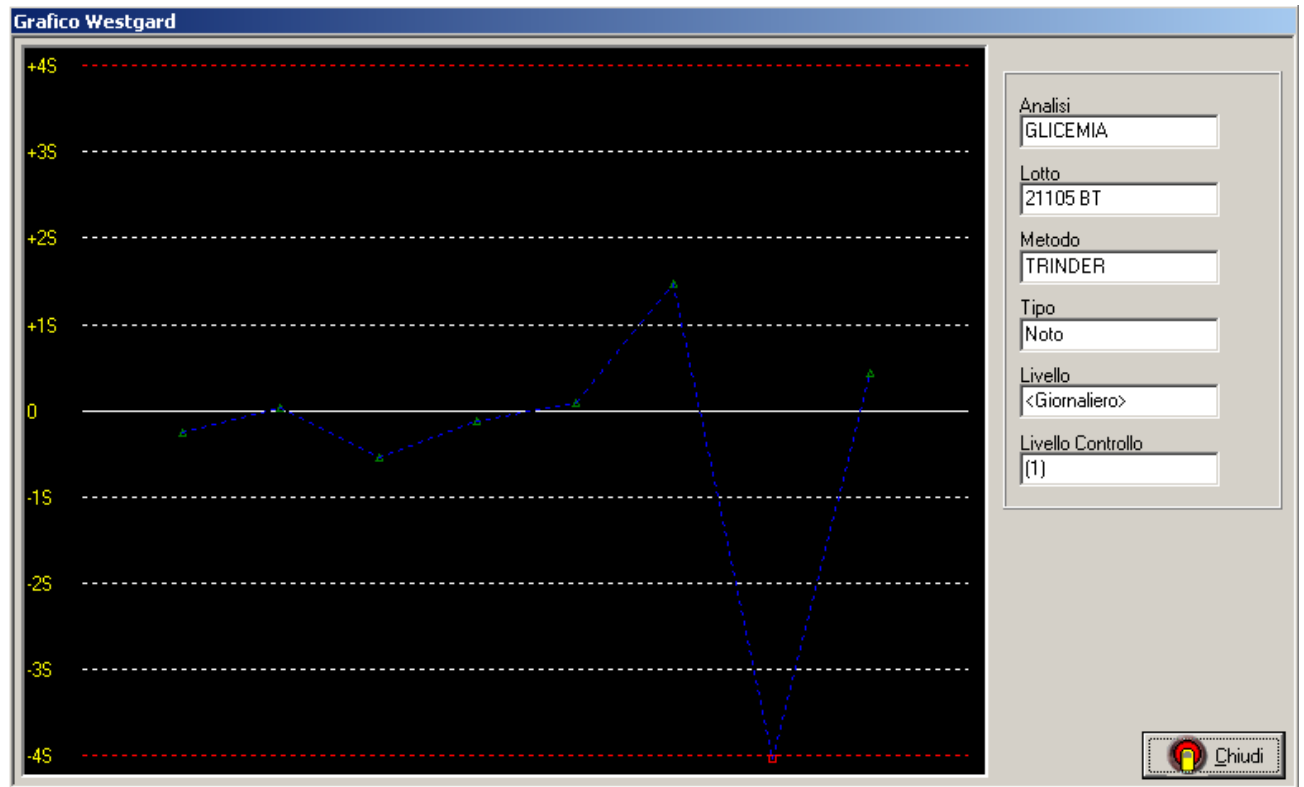 Grafico Westgard
+4S
+3S
+2S
+1S
0
-1S
-2S
-3S
-4S
Analisi
GLICEMIA
Lotto
21105 BT
Metodo
TRINDER
Tipo
Noto
Livello
<Giornaliero>
Livello Controllo
(1)
Chiudi